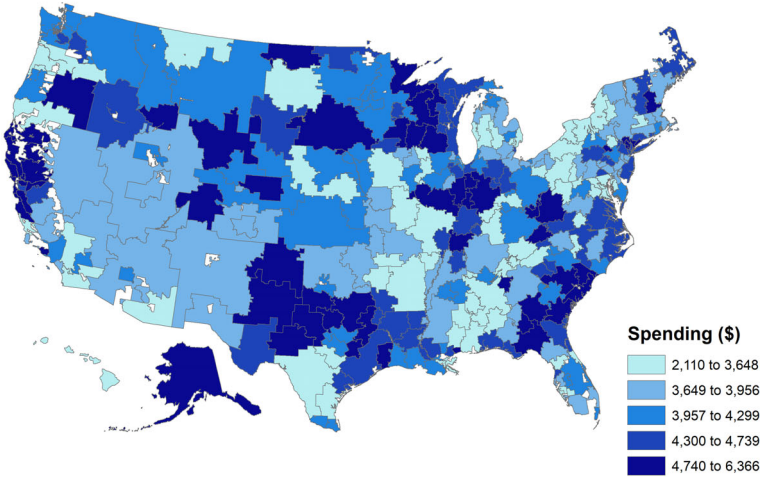 Spending ($)
2,110 to 3,648
3,649 to 3,956
3,957 to 4,299
4,300 to 4,739
4,740 to 6,366